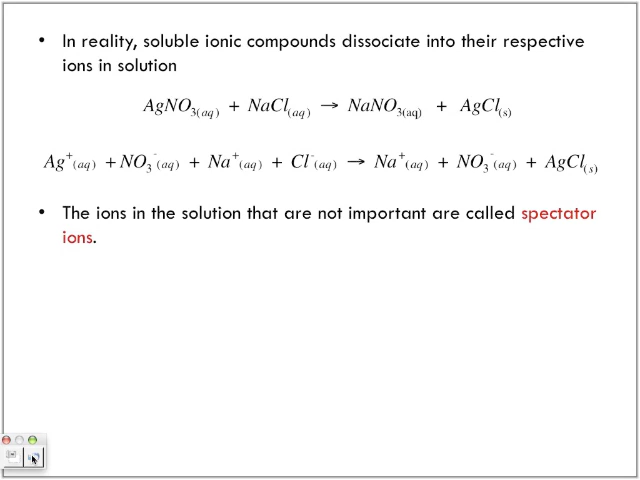 • In reality, soluble ionic compounds dissociate into their respective
ions in solution
AgNO₃₍aq₎ + NaCl₍aq₎ → NaNO₃₍aq₎ + AgCl₍s₎
Ag⁺₍aq₎ + NO₃⁻₍aq₎ + Na⁺₍aq₎ + Cl⁻₍aq₎ → Na⁺₍aq₎ + NO₃⁻₍aq₎ + AgCl₍s₎
• The ions in the solution that are not important are called spectator
ions.